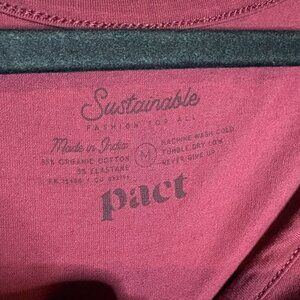 Sustainable
FASHION FOR ALL
Made in India
95% ORGANIC COTTON
5% ELASTANE
M
MACHINE WASH COLD
TUMBLE DRY LOW
NEVER GIVE UP
pact